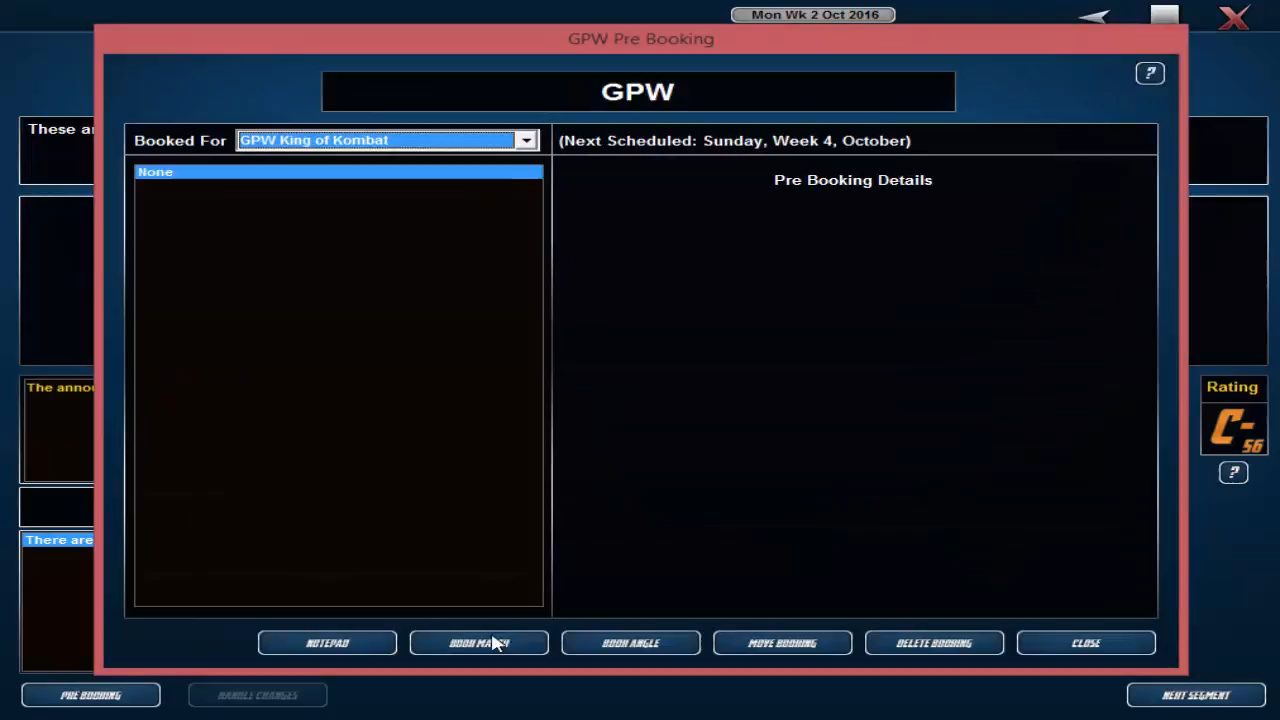 Mon Wk 2 Oct 2016
GPW Pre Booking
GPW
?
These ar
Booked For GPW King of Kombat
(Next Scheduled: Sunday, Week 4, October)
None
Pre Booking Details
The annou
Rating
C-
56
?
There are
NOTEPAD
BOOK MATCH
BOOK ANGLE
MOVE BOOKING
DELETE BOOKING
CLOSE
PRE BOOKING
HANDLE CHANGES
NEXT SEGMENT